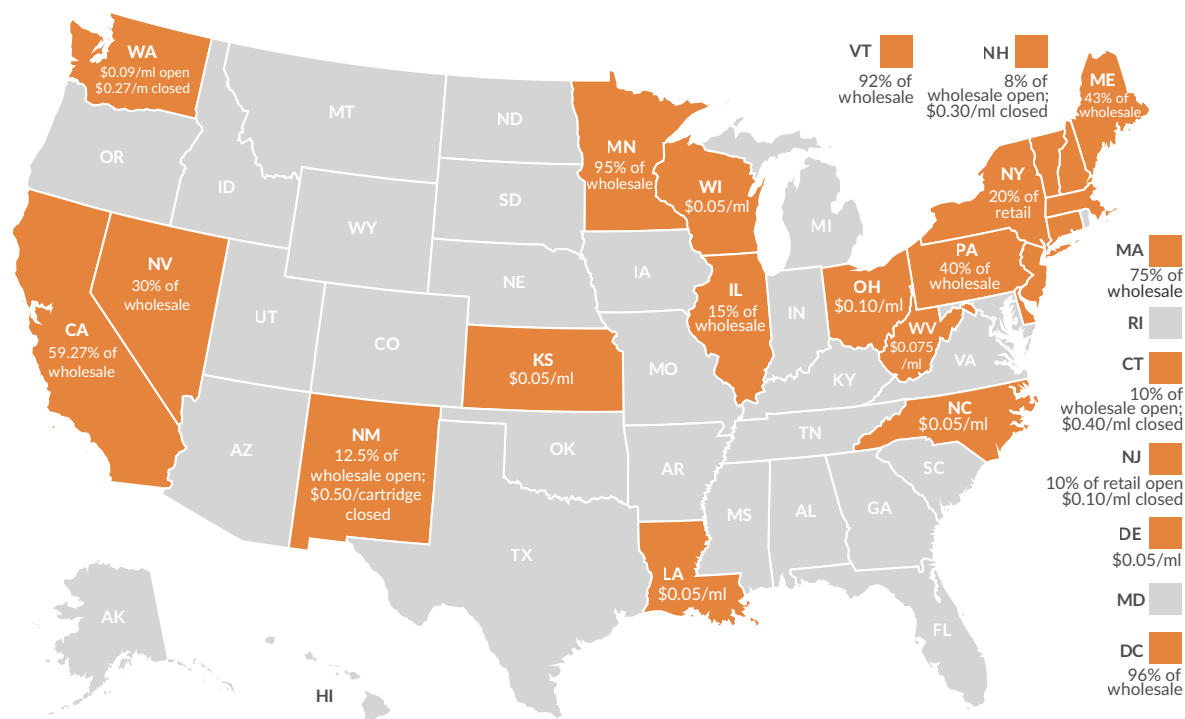 WA
$0.09/ml open
$0.27/m closed
OR
CA
59.27% of
wholesale
NV
30% of
wholesale
ID
MT
WY
UT
AZ
CO
NM
12.5% of
wholesale open;
$0.50/cartridge
closed
ND
SD
NE
KS
$0.05/ml
OK
TX
MN
95% of
wholesale
IA
MO
AR
LA
$0.05/ml
WI
$0.05/ml
IL
15% of
wholesale
MI
IN
OH
$0.10/ml
KY
TN
MS
AL
GA
FL
SC
NC
$0.05/ml
VA
WV
$0.075
/ml
PA
40% of
wholesale
NY
20% of
retail
ME
43% of
wholesale
VT
92% of
wholesale
NH
8% of
wholesale open;
$0.30/ml closed
MA
75% of
wholesale
RI
CT
10% of
wholesale open;
$0.40/ml closed
NJ
10% of retail open
$0.10/ml closed
DE
$0.05/ml
MD
DC
96% of
wholesale
AK
HI